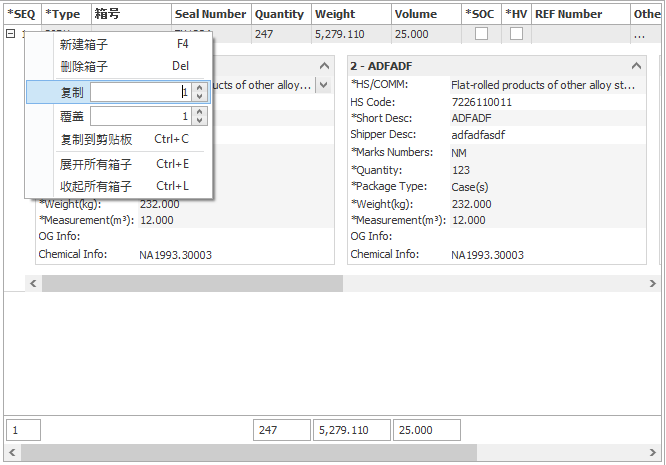 *SEQ *Type 箱号 Seal Number Quantity Weight Volume *SOC *HV REF Number Othe
247 5,279.110 25.000 ...
新建箱子 F4
删除箱子 Del
复制 1
覆盖 1
复制到剪贴板 Ctrl+C
展开所有箱子 Ctrl+E
收起所有箱子 Ctrl+L
ucts of other alloy...
*Weight(kg): 232.000
*Measurement(m³): 12.000
OG Info:
Chemical Info: NA1993.30003
2 - ADFADF
*HS/COMM: Flat-rolled products of other alloy st...
HS Code: 7226110011
*Short Desc: ADFADF
Shipper Desc: adfadfasdf
*Marks Numbers: NM
*Quantity: 123
*Package Type: Case(s)
*Weight(kg): 232.000
*Measurement(m³): 12.000
OG Info:
Chemical Info: NA1993.30003
1 247 5,279.110 25.000